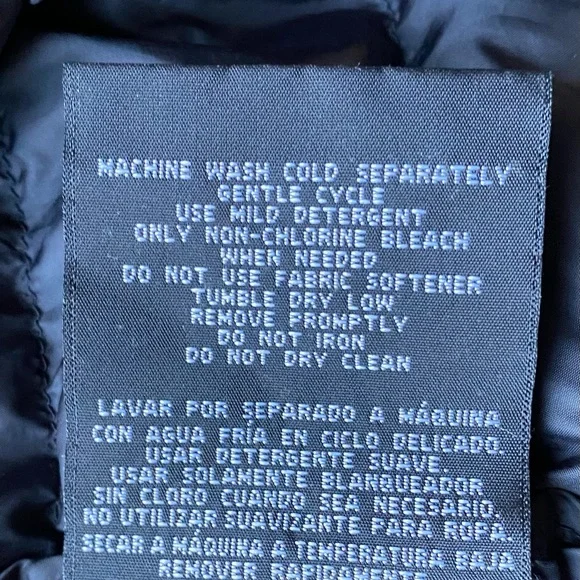 MACHINE WASH COLD SEPARATELY
GENTLE CYCLE
USE MILD DETERGENT
ONLY NON-CHLORINE BLEACH
WHEN NEEDED
DO NOT USE FABRIC SOFTENER
TUMBLE DRY LOW
REMOVE PROMPTLY
DO NOT IRON
DO NOT DRY CLEAN
LAVAR POR SEPARADO A MÁQUINA
CON AGUA FRÍA EN CICLO DELICADO.
USAR DETERGENTE SUAVE.
USAR SOLAMENTE BLANQUEADOR
SIN CLORO CUANDO SEA NECESARIO.
NO UTILIZAR SUAVIZANTE PARA ROPA.
SECAR A MÁQUINA A TEMPERATURA BAJA
REMOVER RAPIDAMENTE